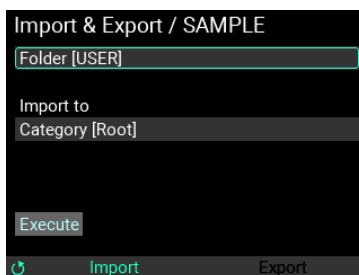 Import & Export / SAMPLE
Folder [USER]
Import to
Category [Root]
Execute
Import Export